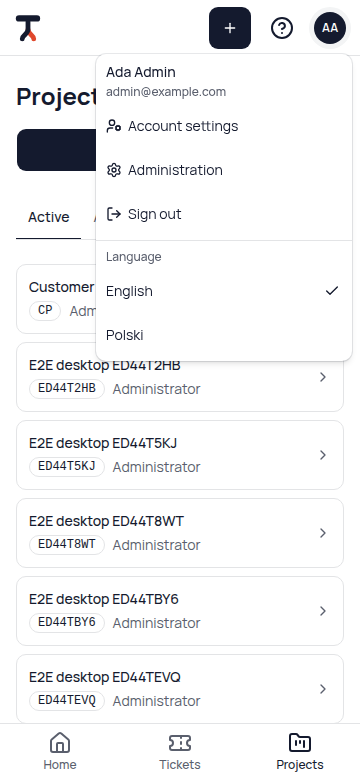 AA
Ada Admin
admin@example.com
Project
Account settings
Administration
Sign out
Active
Language
Customer
English
CP Adm
Polski
E2E desktop ED44T2HB
ED44T2HB Administrator
E2E desktop ED44T5KJ
ED44T5KJ Administrator
E2E desktop ED44T8WT
ED44T8WT Administrator
E2E desktop ED44TBY6
ED44TBY6 Administrator
E2E desktop ED44TEVQ
ED44TEVQ Administrator
Home Tickets Projects